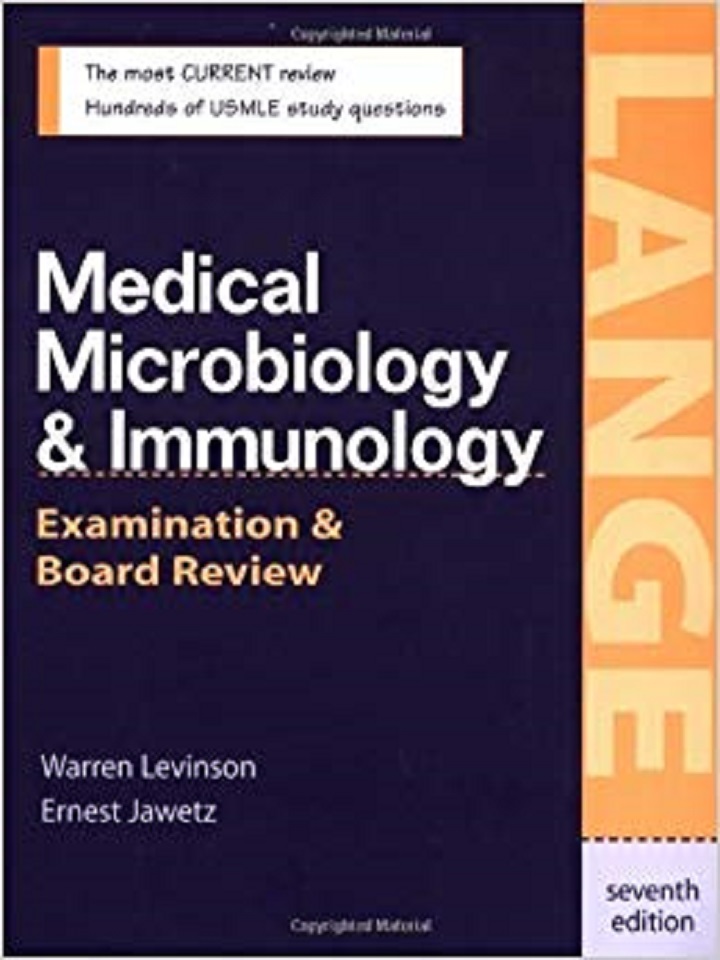 Copyrighted Material
The most CURRENT review
Hundreds of USMLE study questions
LANGE
Medical
Microbiology
& Immunology
Examination &
Board Review
Warren Levinson
Ernest Jawetz
seventh
edition
Copyrighted Material